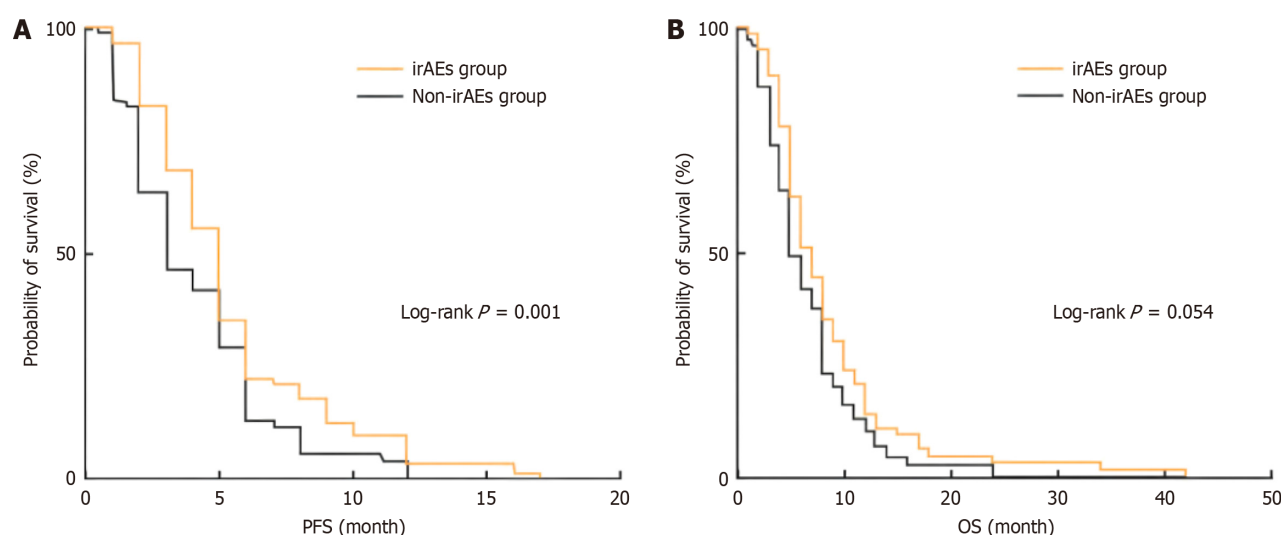 A
100
50
0
0 5 10 15 20
Probability of survival (%)
PFS (month)
irAEs group
Non-irAEs group
Log-rank P = 0.001
B
100
50
0
0 10 20 30 40 50
Probability of survival (%)
OS (month)
irAEs group
Non-irAEs group
Log-rank P = 0.054